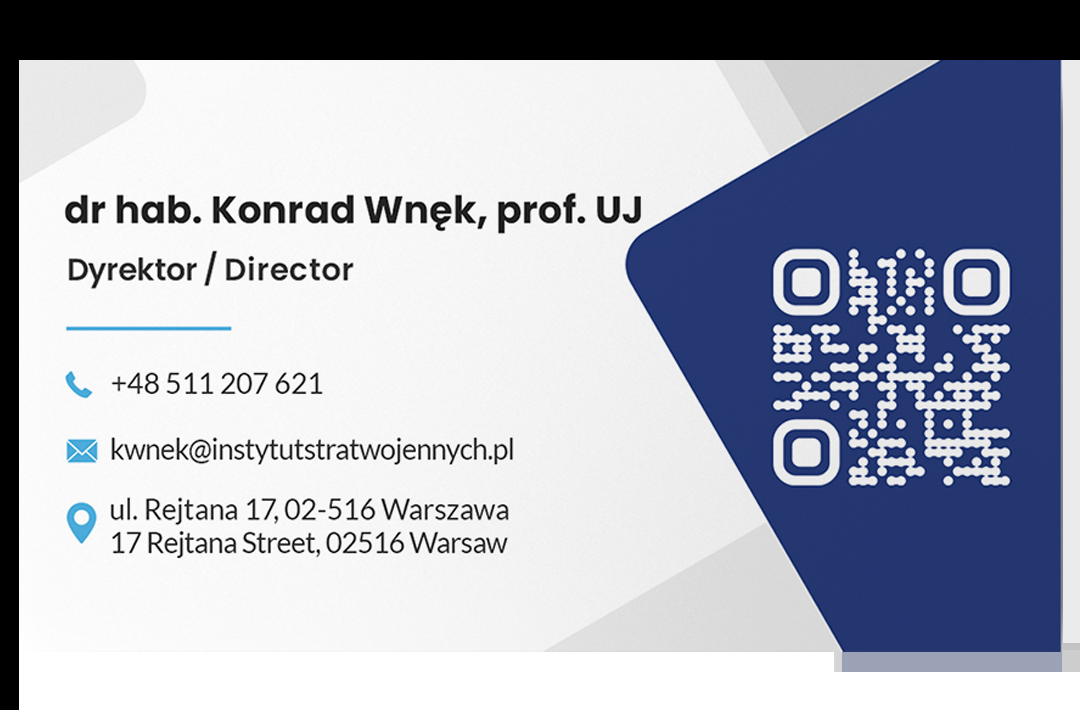 dr hab. Konrad Wnęk, prof. UJ
Dyrektor / Director
+48 511 207 621
kwnek@instytutstratwojennych.pl
ul. Rejtana 17, 02-516 Warszawa
17 Rejtana Street, 02516 Warsaw